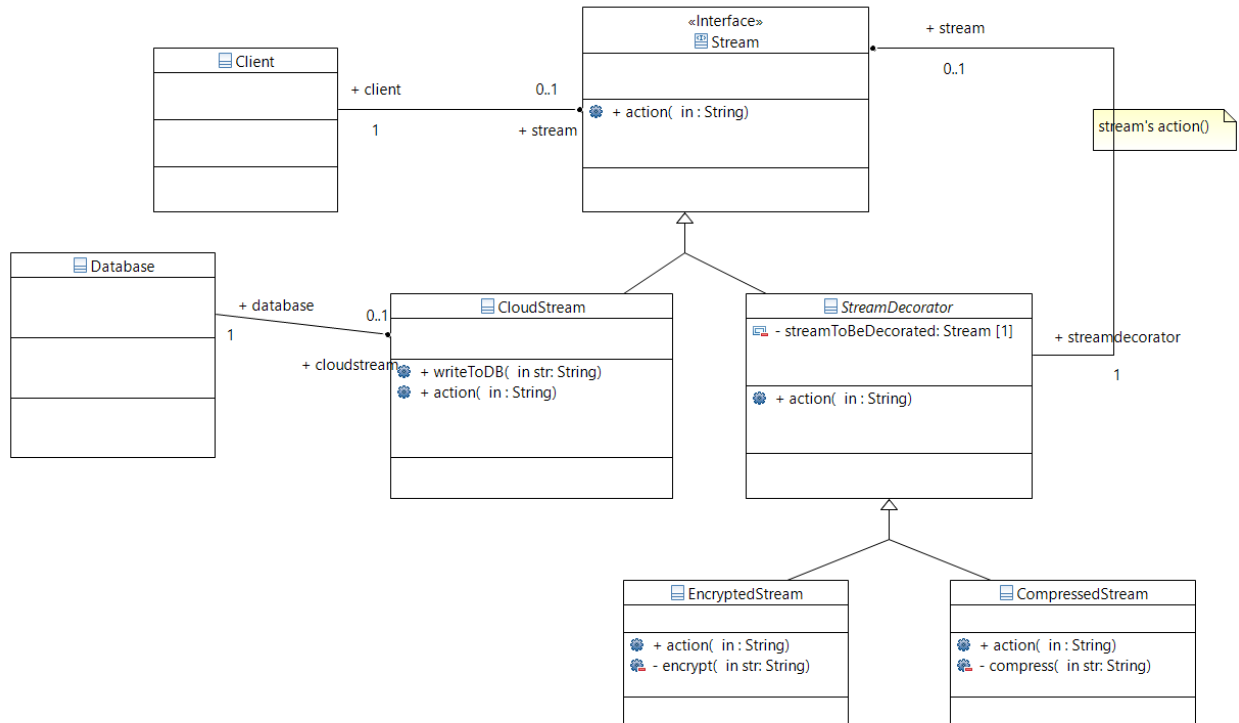 «Interface»
Stream
+ action(  in : String)
Client
+ client
0..1
1
+ stream
+ stream
0..1
stream's action()
Database
+ database
0..1
1
+ cloudstream
CloudStream
+ writeToDB(  in str: String)
+ action(  in : String)
StreamDecorator
- streamToBeDecorated: Stream [1]
+ action(  in : String)
+ streamdecorator
1
EncryptedStream
+ action(  in : String)
- encrypt(  in str: String)
CompressedStream
+ action(  in : String)
- compress(  in str: String)